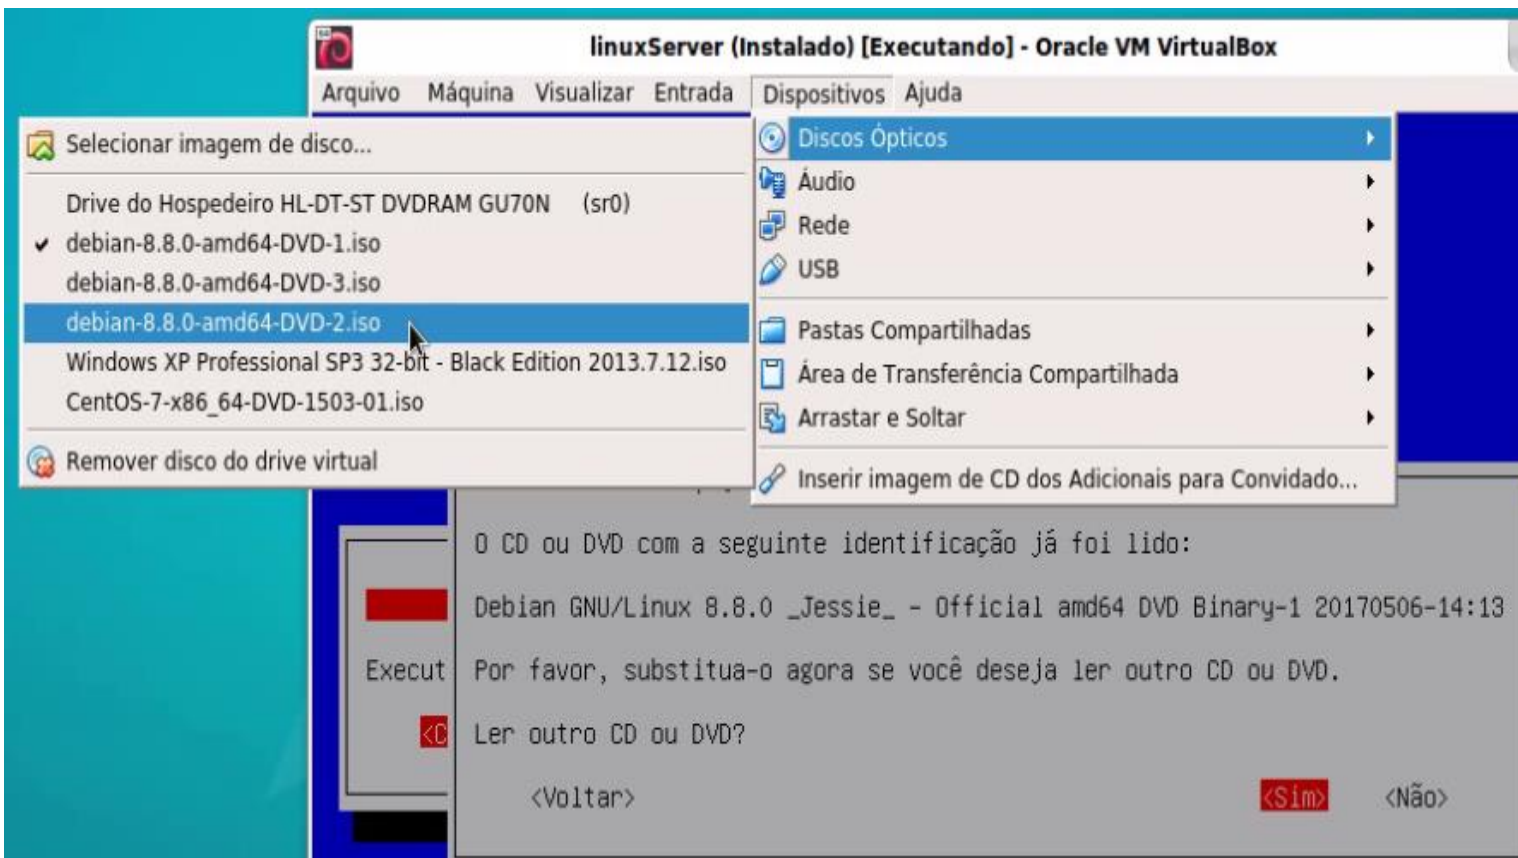 64
linuxServer (Instalado) [Executando] - Oracle VM VirtualBox
Arquivo Máquina Visualizar Entrada Dispositivos Ajuda
Selecionar imagem de disco...
Drive do Hospedeiro HL-DT-ST DVDRAM GU70N (sr0)
debian-8.8.0-amd64-DVD-1.iso
debian-8.8.0-amd64-DVD-3.iso
debian-8.8.0-amd64-DVD-2.iso
Windows XP Professional SP3 32-bit - Black Edition 2013.7.12.iso
CentOS-7-x86_64-DVD-1503-01.iso
Remover disco do drive virtual
Discos Ópticos
Áudio
Rede
USB
Pastas Compartilhadas
Área de Transferência Compartilhada
Arrastar e Soltar
Inserir imagem de CD dos Adicionais para Convidado...
O CD ou DVD com a seguinte identificação já foi lido:
Debian GNU/Linux 8.8.0 _Jessie_ - Official amd64 DVD Binary-1 20170506-14:13
Execut
Por favor, substitua-o agora se você deseja ler outro CD ou DVD.
<C
Ler outro CD ou DVD?
<Voltar> <Sim> <Não>